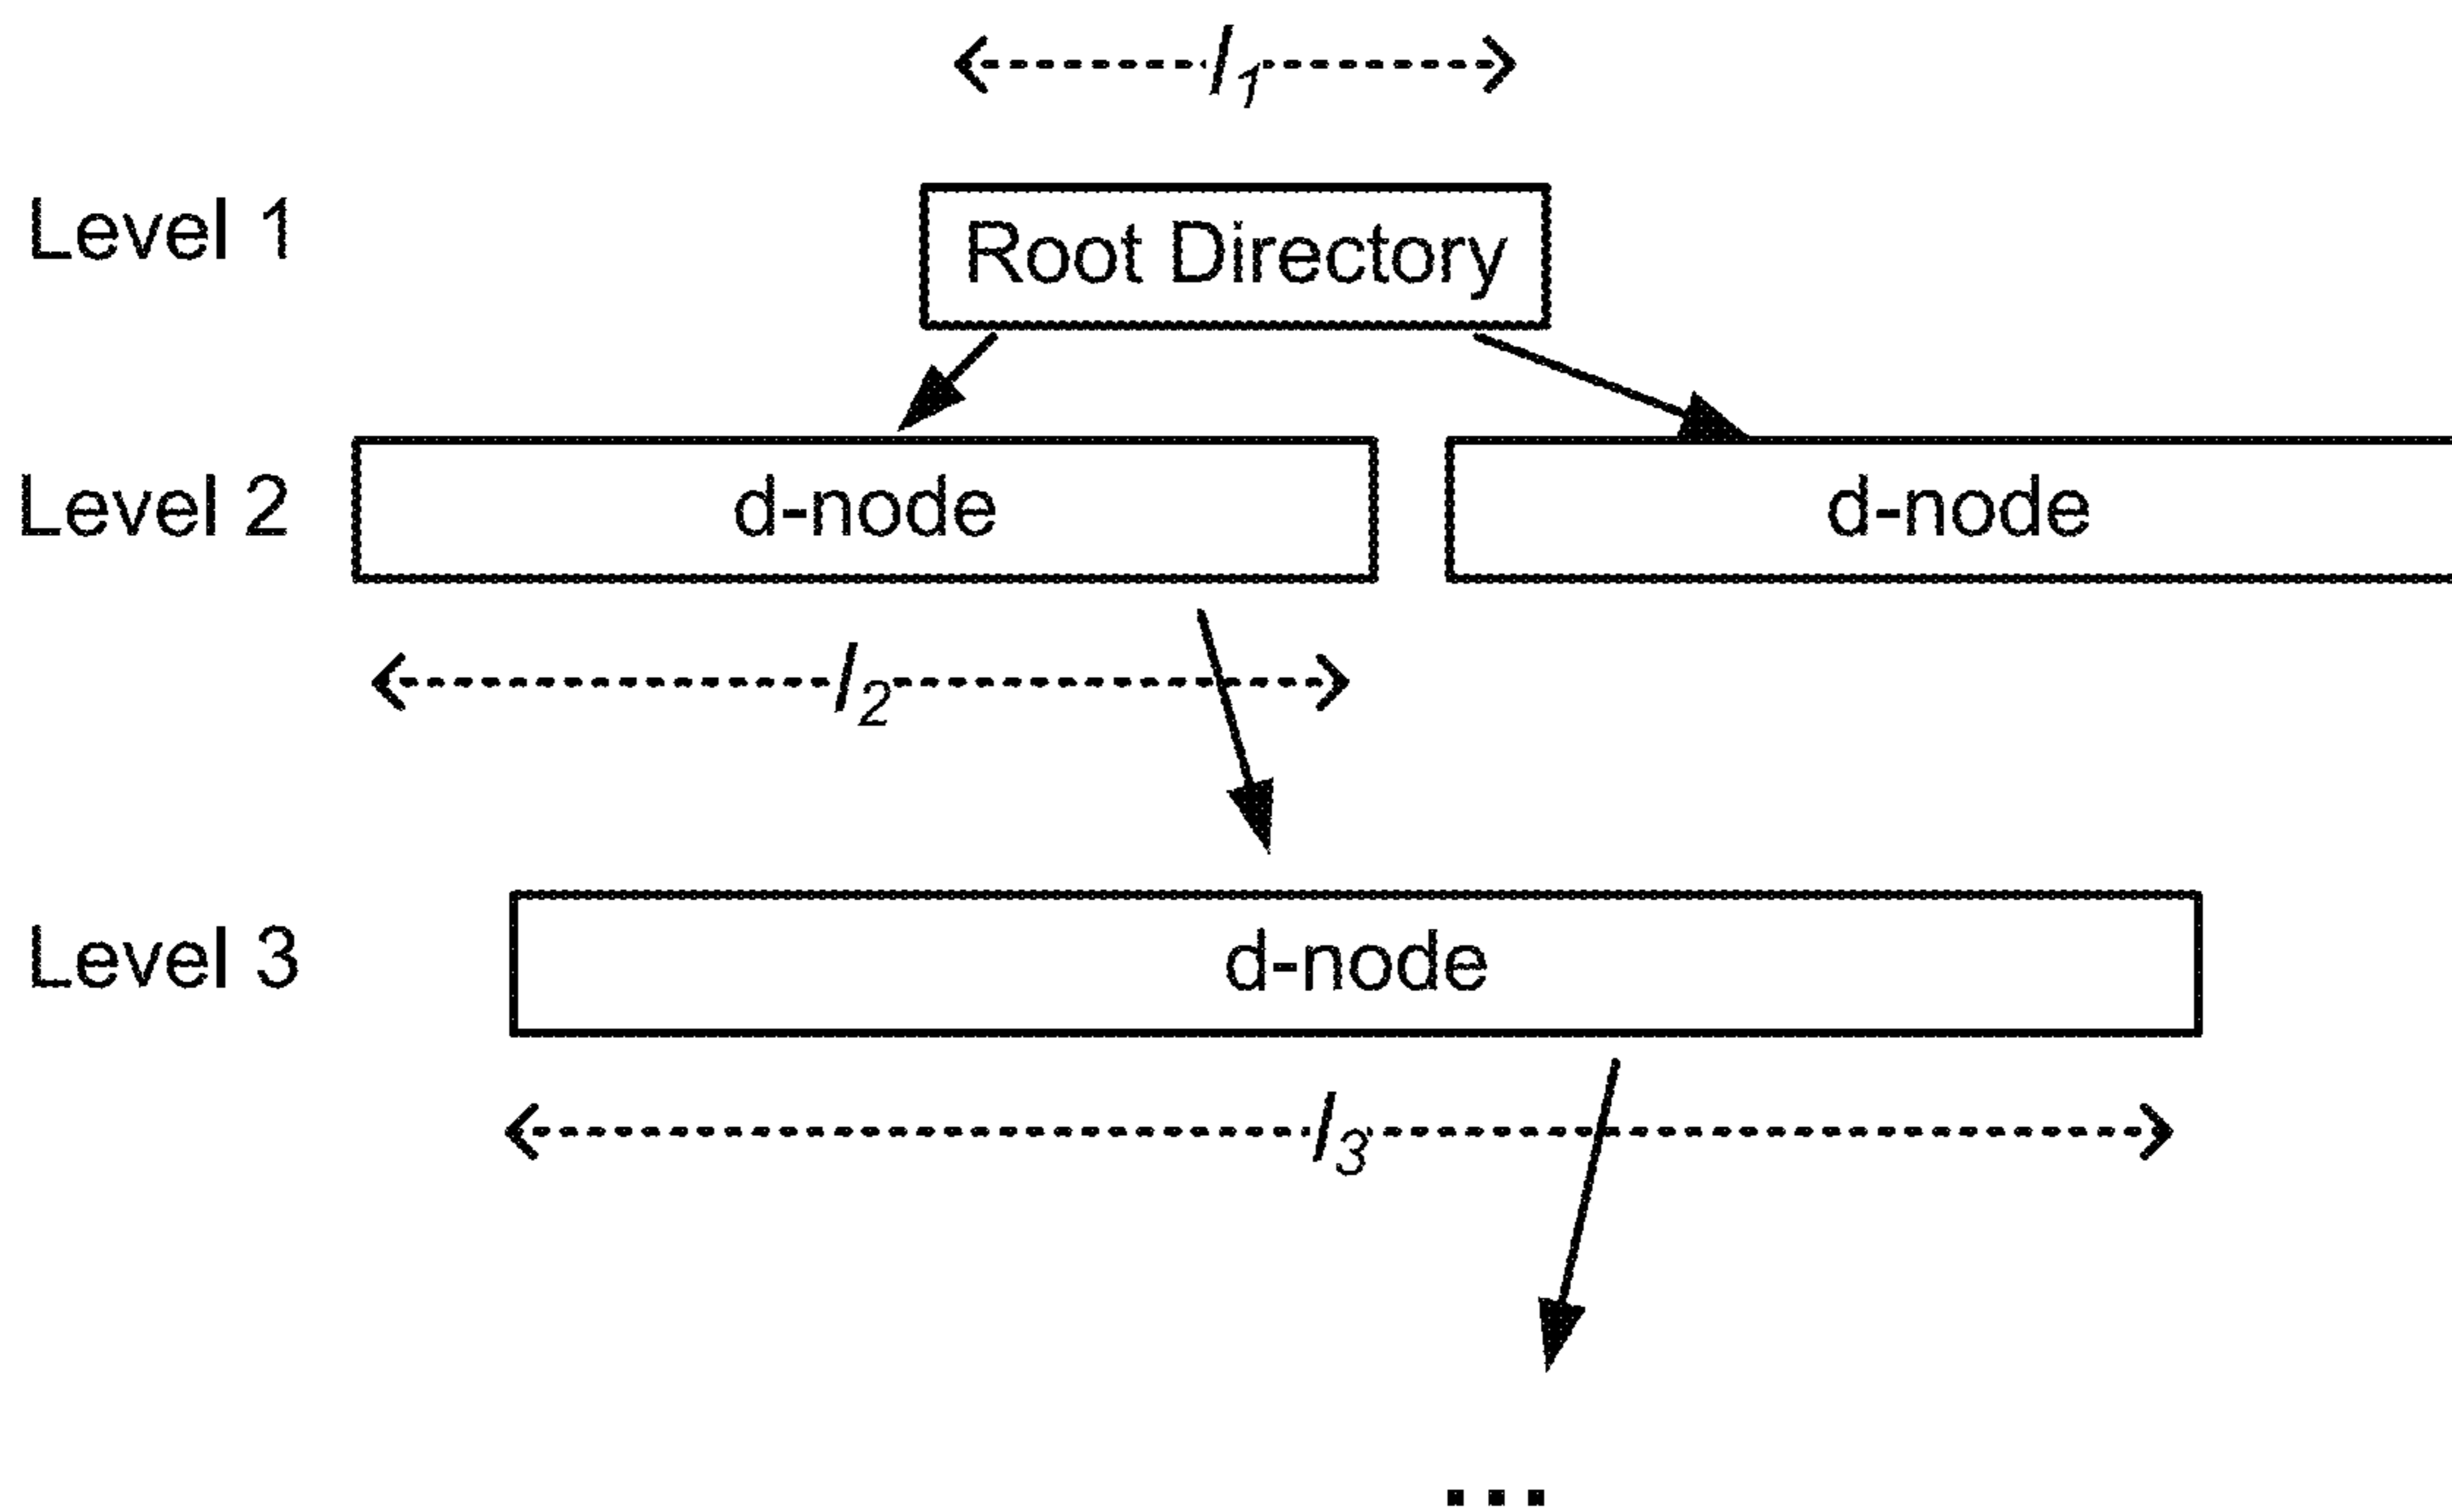 l1
Level 1
Root Directory
Level 2
d-node
d-node
l2
Level 3
d-node
l3
...